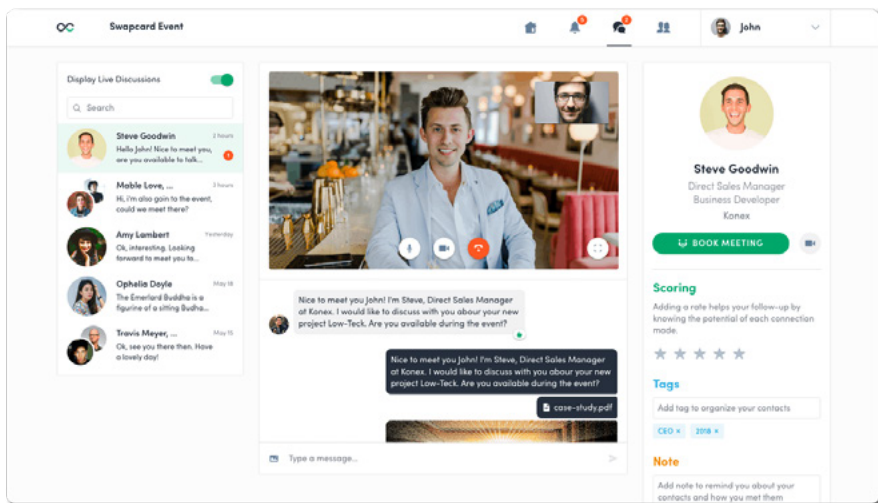 Swapcard Event
9
3
John
Display Live Discussions
Search
Steve Goodwin
2 hours
Hello John! Nice to meet you,
are you available to talk...
1
Mable Love, ...
3 hours
Hi, i'm also goin to the event,
could we meet there?
Amy Lambert
Yesterday
Ok, interesting. Looking
forward to meet you to...
Ophelia Doyle
May 18
The Emerlard Buddha is a
figurine of a sitting Budha...
Travis Meyer, ...
May 15
Ok, see you there then. Have
a lovely day!
Nice to meet you John! I'm Steve, Direct Sales Manager
at Konex. I would like to discuss with you abour your new
project Low-Teck. Are you available during the event?
Nice to meet you John! I'm Steve, Direct Sales Manager
at Konex. I would like to discuss with you abour your new
project Low-Teck. Are you available during the event?
case-study.pdf
Type a message...
Steve Goodwin
Direct Sales Manager
Business Developer
Konex
BOOK MEETING
Scoring
Adding a rate helps your follow-up by
knowing the potential of each connection
made.
Tags
Add tag to organize your contacts
CEO ×
2018 ×
Note
Add note to remind you about your
contacts and how you met them